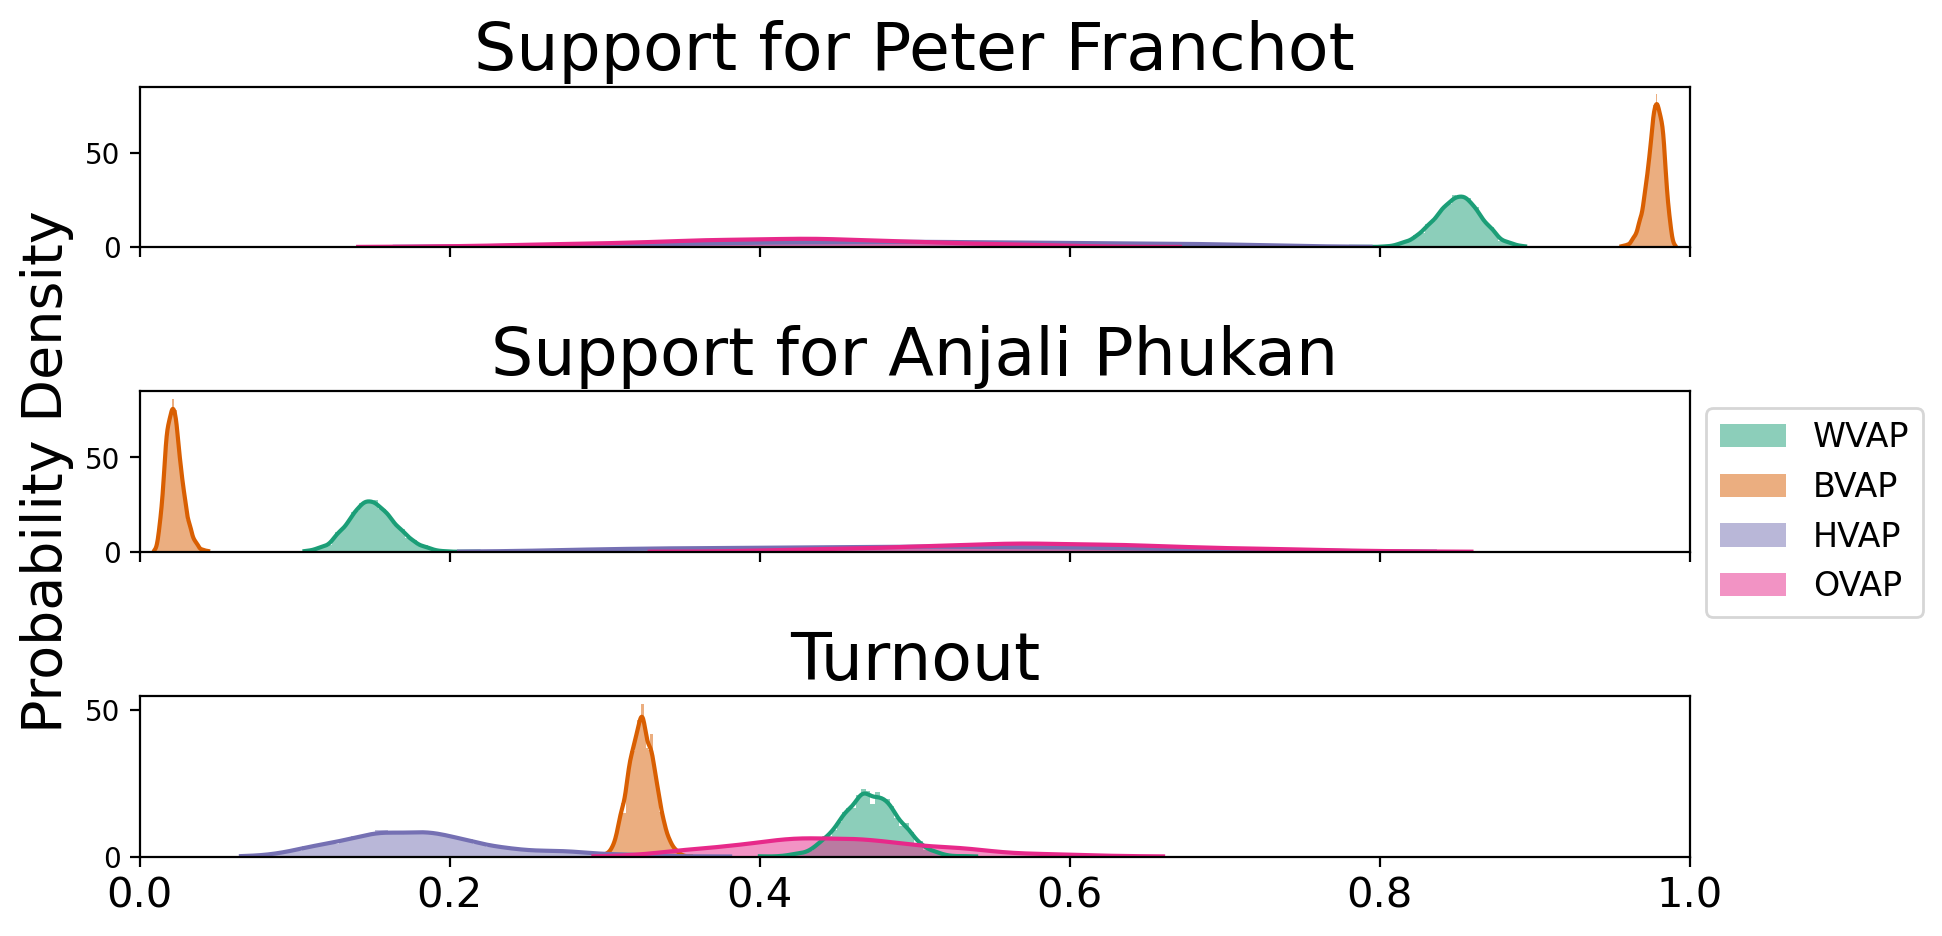 Support for Peter Franchot
50
0
Support for Anjali Phukan
50
0
Probability Density
WVAP
BVAP
HVAP
OVAP
Turnout
50
0
0.0 0.2 0.4 0.6 0.8 1.0